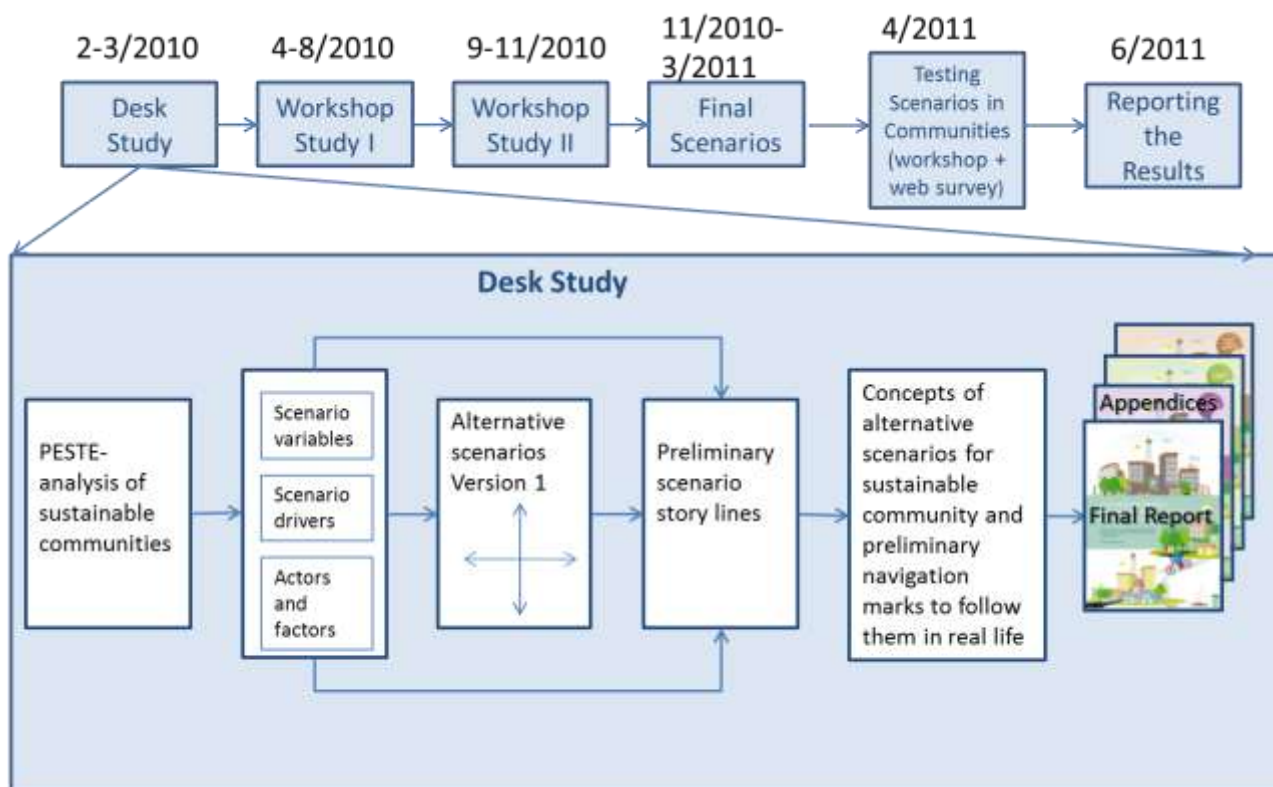 2-3/2010
4-8/2010
9-11/2010
11/2010-
3/2011
4/2011
6/2011
Desk
Study
Workshop
Study I
Workshop
Study II
Final
Scenarios
Testing
Scenarios in
Communities
(workshop +
web survey)
Reporting
the
Results
Desk Study
PESTE-
analysis of
sustainable
communities
Scenario
variables
Scenario
drivers
Actors
and
factors
Alternative
scenarios
Version 1
Preliminary
scenario
story lines
Concepts of
alternative
scenarios for
sustainable
community and
preliminary
navigation
marks to follow
them in real life
Appendices
Final Report